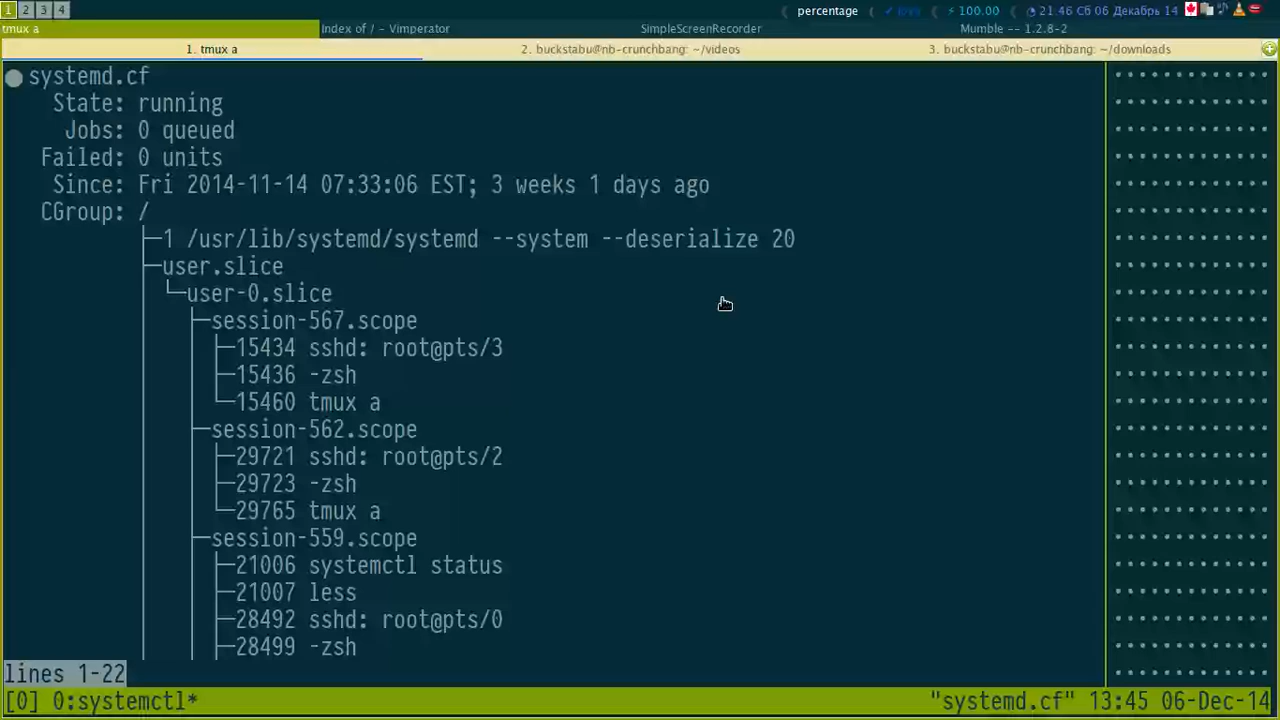 1 2 3 4 percentage 100.00 21:46 Сб 06 Декабрь 14
tmux a Index of / - Vimperator SimpleScreenRecorder Mumble -- 1.2.8-2
1. tmux a 2. buckstabu@nb-crunchbang: ~/videos 3. buckstabu@nb-crunchbang: ~/downloads
● systemd.cf
State: running
Jobs: 0 queued
Failed: 0 units
Since: Fri 2014-11-14 07:33:06 EST; 3 weeks 1 days ago
CGroup: /
├─1 /usr/lib/systemd/systemd --system --deserialize 20
├─user.slice
│ └─user-0.slice
│ ├─session-567.scope
│ │ ├─15434 sshd: root@pts/3
│ │ ├─15436 -zsh
│ │ └─15460 tmux a
│ ├─session-562.scope
│ │ ├─29721 sshd: root@pts/2
│ │ ├─29723 -zsh
│ │ └─29765 tmux a
│ ├─session-559.scope
│ │ ├─21006 systemctl status
│ │ ├─21007 less
│ │ ├─28492 sshd: root@pts/0
│ │ ├─28499 -zsh
lines 1-22
[0] 0:systemctl* "systemd.cf" 13:45 06-Dec-14